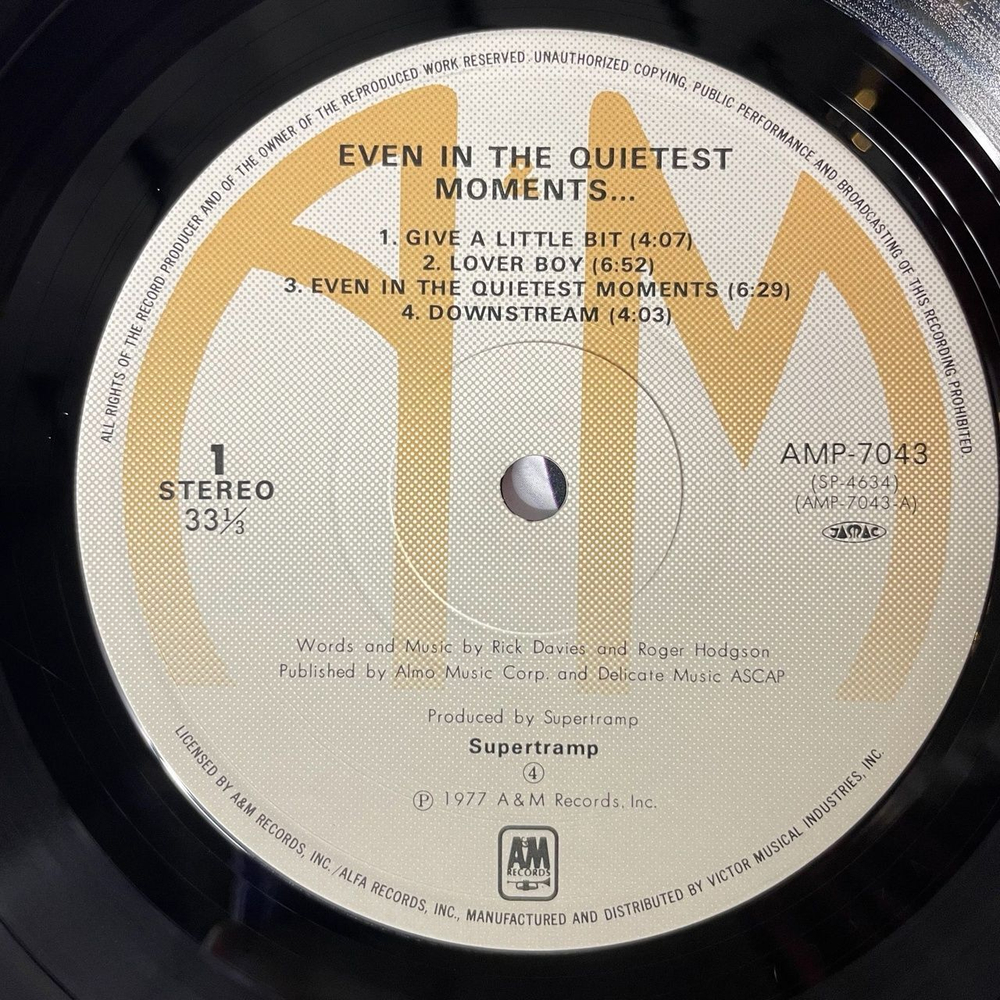 ALL RIGHTS OF THE RECORD PRODUCER AND OF THE OWNER OF THE REPRODUCED WORK RESERVED. UNAUTHORIZED COPYING, PUBLIC PERFORMANCE AND BROADCASTING OF THIS RECORDING PROHIBITED.
EVEN IN THE QUIETEST
MOMENTS...
1. GIVE A LITTLE BIT (4:07)
2. LOVER BOY (6:52)
3. EVEN IN THE QUIETEST MOMENTS (6:29)
4. DOWNSTREAM (4:03)
1
STEREO
33⅓
AMP-7043
(SP-4634)
(AMP-7043-A)
JASRAC
Words and Music by Rick Davies and Roger Hodgson
Published by Almo Music Corp. and Delicate Music ASCAP
Produced by Supertramp
Supertramp
④
Ⓟ 1977 A&M Records, Inc.
A&M
RECORDS
LICENSED BY A&M RECORDS, INC./ALFA RECORDS, INC., MANUFACTURED AND DISTRIBUTED BY VICTOR MUSICAL INDUSTRIES, INC.